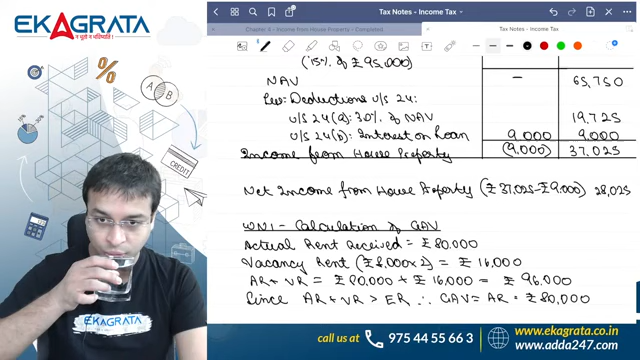 EKAGRATA
Tax Notes - Income Tax
Chapter 5 - Income from House Property - Completed
Tax Notes - Income Tax
(15% of ₹95,000)
NAV - 65,750
Less: Deductions U/S 24:
U/S 24(a): 30% of NAV 19,725
U/S 24(b): Interest on Loan 9,000 9,000
Income from House Property (9,000) 37,025
Net Income from House Property (₹37,025-₹9,000) 28,025
WN1 - Calculation of GAV
Actual Rent Received = ₹80,000
Vacancy Rent (₹8,000×2) = ₹16,000
AR+VR = ₹80,000 + ₹16,000 = ₹96,000
Since AR+VR > ER ∴ GAV = AR = ₹80,000
%
A B
CREDIT
EKAGRATA
call us at 975 44 55 66 3
www.ekagrata.co.in
www.adda247.com